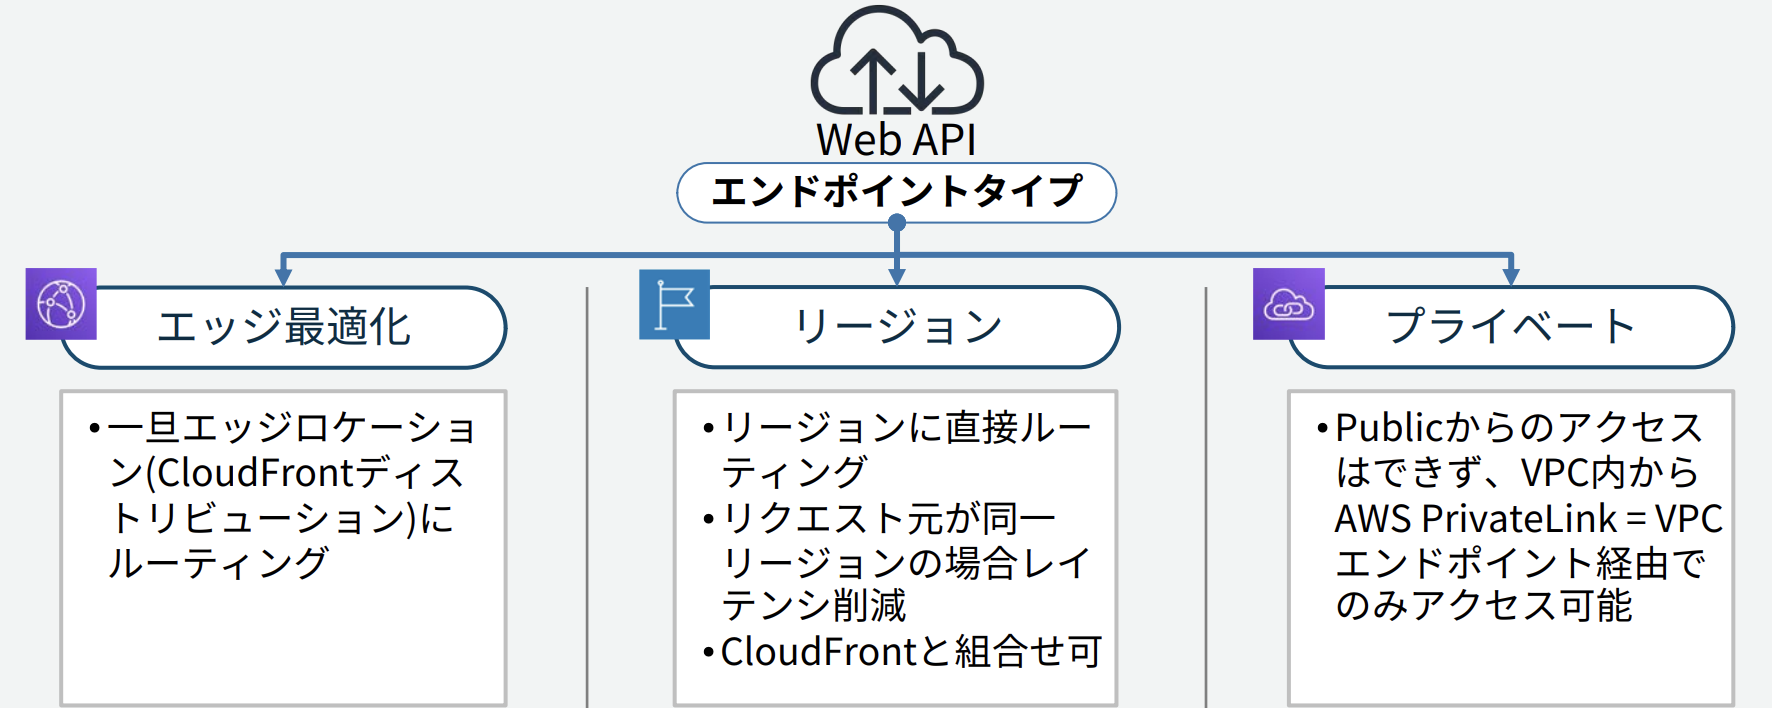 Web API
エンドポイントタイプ
エッジ最適化
•一旦エッジロケーショ
ン(CloudFrontディス
トリビューション)に
ルーティング
リージョン
•リージョンに直接ルー
ティング
•リクエスト元が同一
リージョンの場合レイ
テンシ削減
•CloudFrontと組合せ可
プライベート
•Publicからのアクセス
はできず、VPC内から
AWS PrivateLink = VPC
エンドポイント経由で
のみアクセス可能